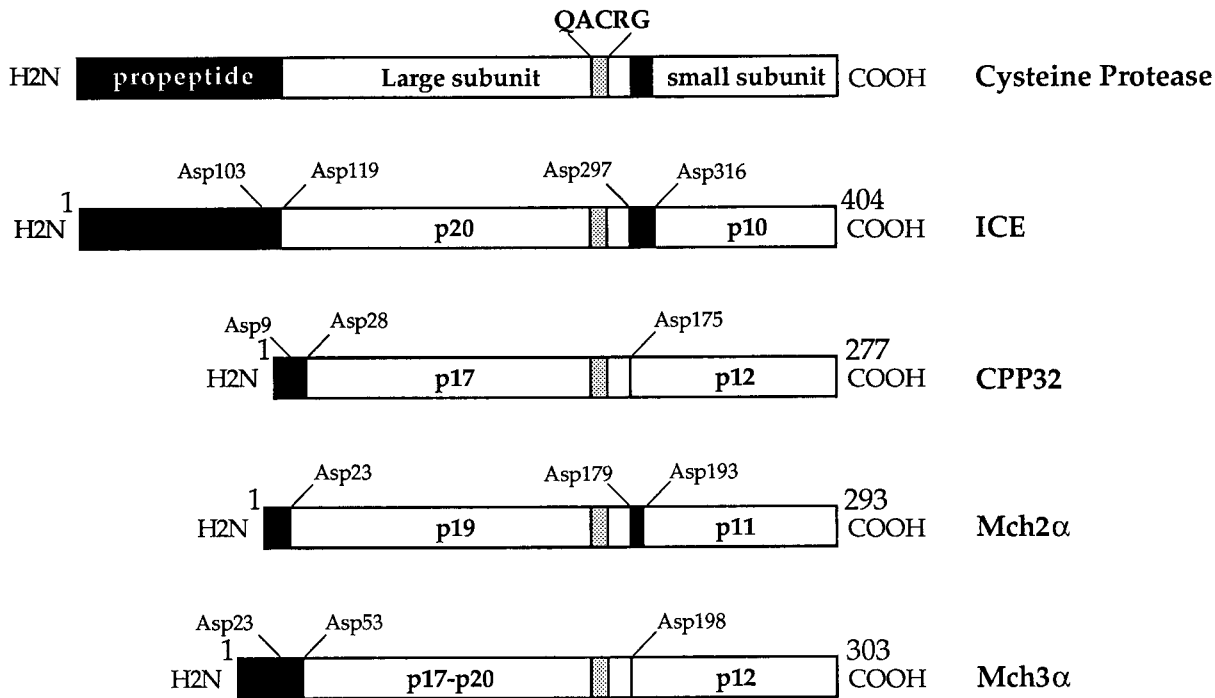 QACRG
H2N propeptide Large subunit small subunit COOH Cysteine Protease
Asp103 Asp119 Asp297 Asp316
1 404
H2N p20 p10 COOH ICE
Asp9 Asp28 Asp175
1 277
H2N p17 p12 COOH CPP32
Asp23 Asp179 Asp193
1 293
H2N p19 p11 COOH Mch2α
Asp23 Asp53 Asp198
1 303
H2N p17-p20 p12 COOH Mch3α